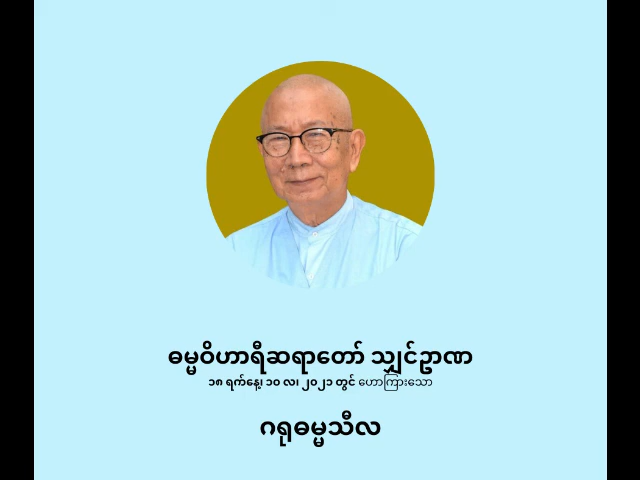 ဓမ္မဝိဟာရီဆရာတော် သျှင်ဥာဏ
၁၈ ရက်နေ့၊ ၁၀ လ၊ ၂၀၂၁ တွင် ဟောကြားသော
ဂရုဓမ္မသီလ